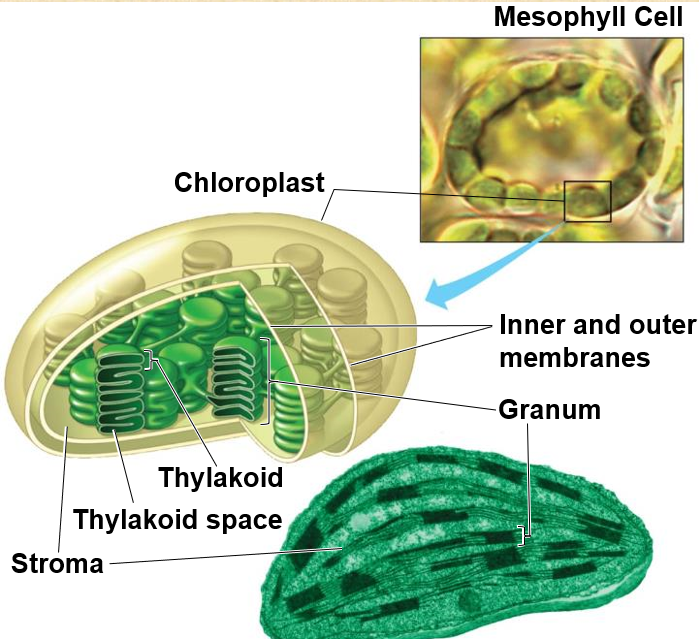 Mesophyll Cell
Chloroplast
Inner and outer
membranes
Granum
Thylakoid
Thylakoid space
Stroma